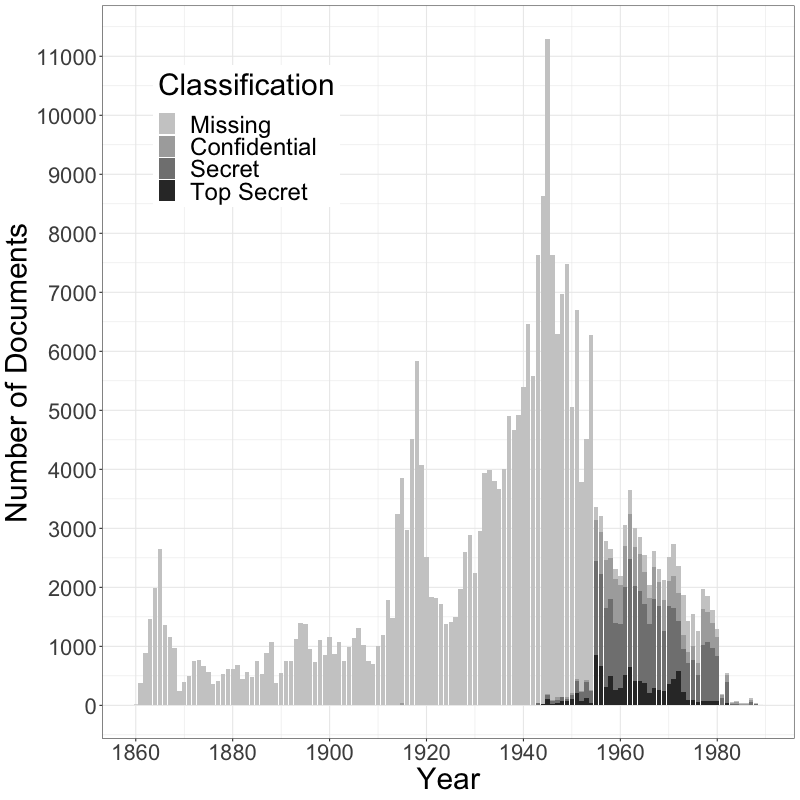 Number of Documents
11000
10000
9000
8000
7000
6000
5000
4000
3000
2000
1000
0
Classification
Missing
Confidential
Secret
Top Secret
1860 1880 1900 1920 1940 1960 1980
Year